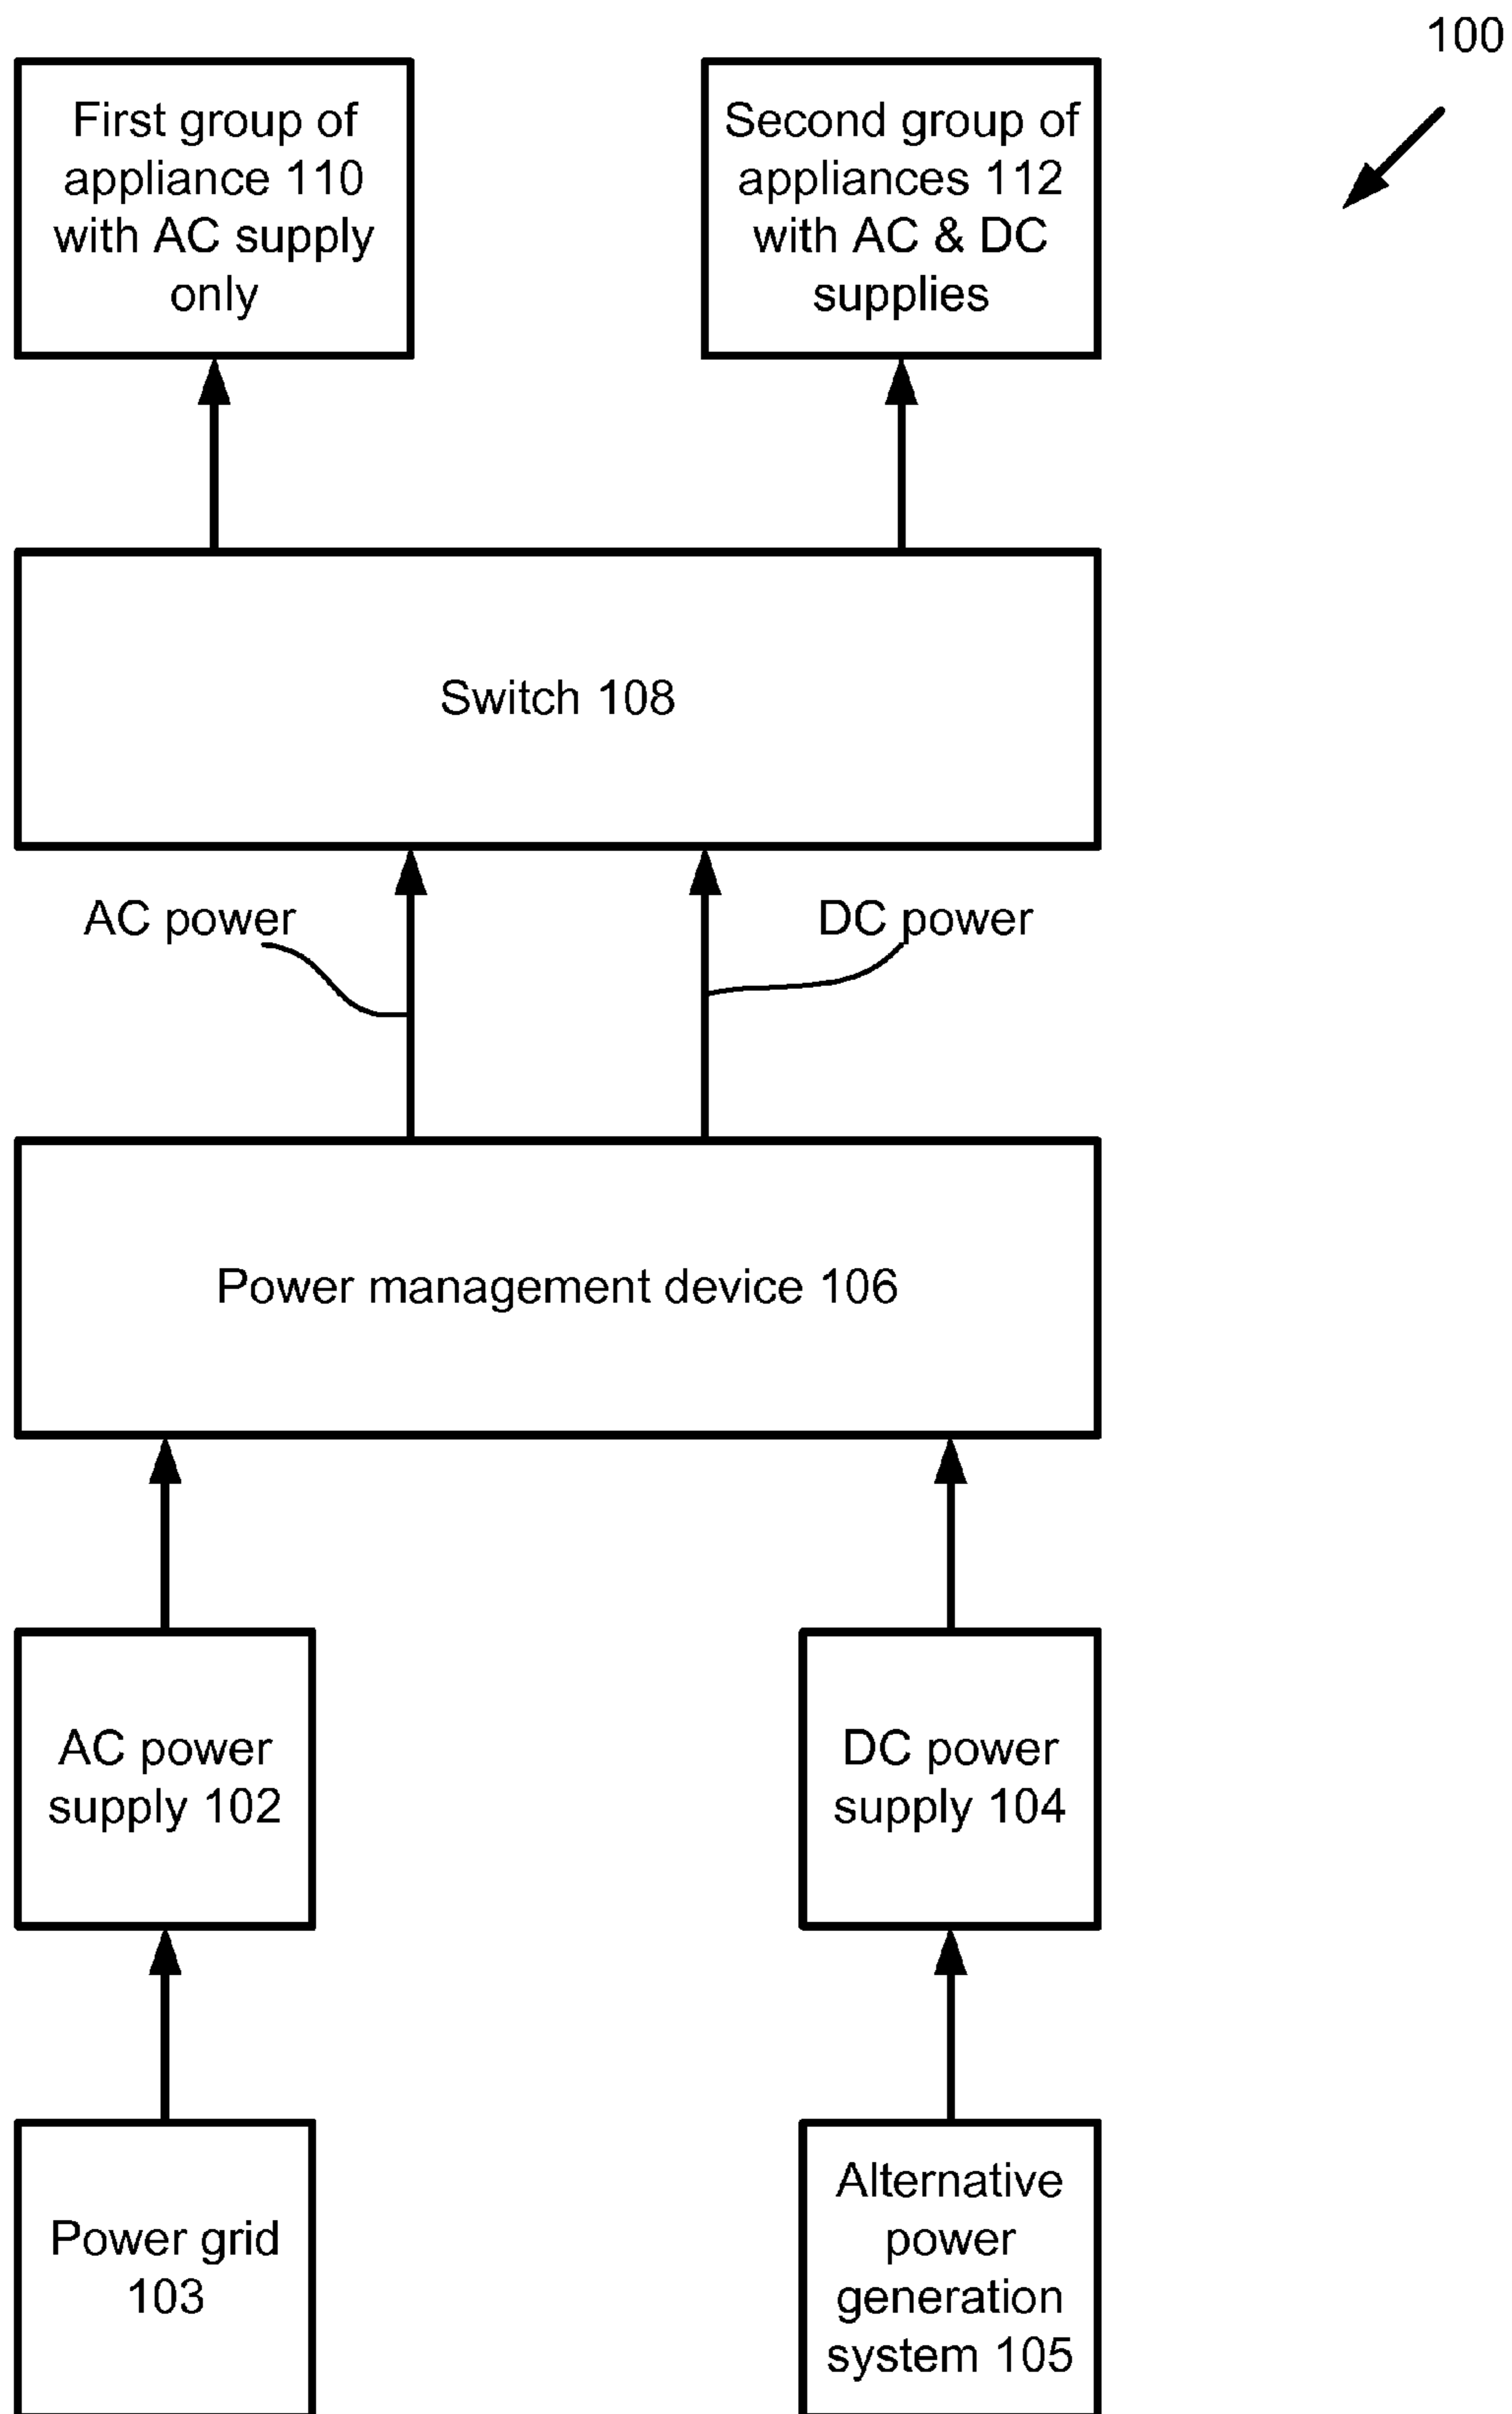 100
First group of
appliance 110
with AC supply
only
Second group of
appliances 112
with AC & DC
supplies
Switch 108
AC power
DC power
Power management device 106
AC power
supply 102
DC power
supply 104
Power grid
103
Alternative
power
generation
system 105